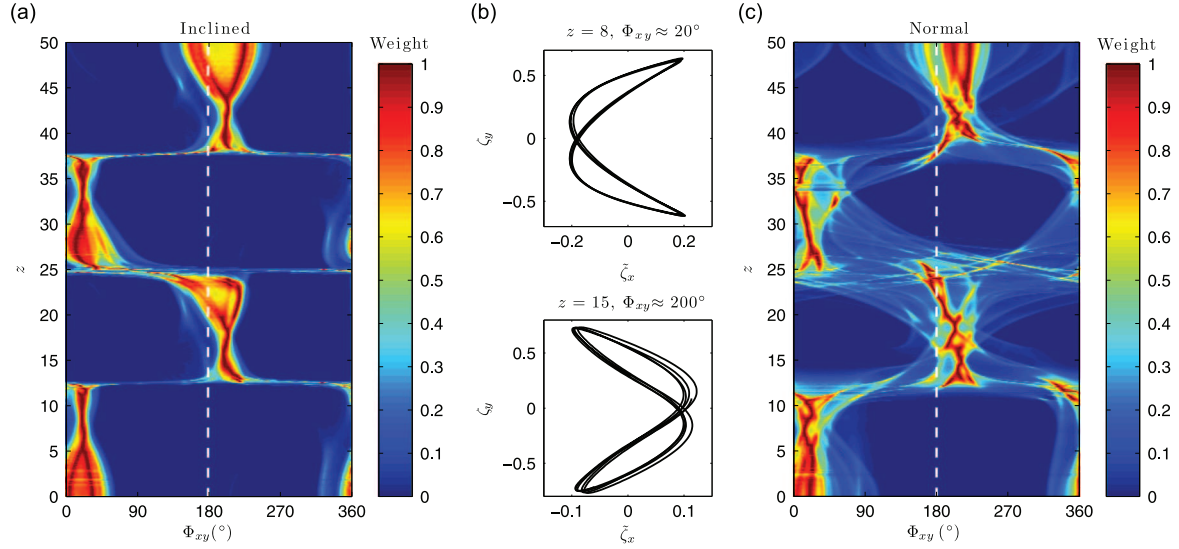 (a)
Inclined
Weight
50
45
40
35
30
25
20
15
10
5
0
z
0 90 180 270 360
Φxy(°)
1
0.9
0.8
0.7
0.6
0.5
0.4
0.3
0.2
0.1
0
(b)
z = 8, Φxy ≈ 20°
0.5
0
−0.5
ζy
−0.2 0 0.2
ζ̃x
z = 15, Φxy ≈ 200°
0.5
0
−0.5
ζy
−0.1 0 0.1
ζ̃x
(c)
Normal
Weight
50
45
40
35
30
25
20
15
10
5
0
z
0 90 180 270 360
Φxy(°)
1
0.9
0.8
0.7
0.6
0.5
0.4
0.3
0.2
0.1
0